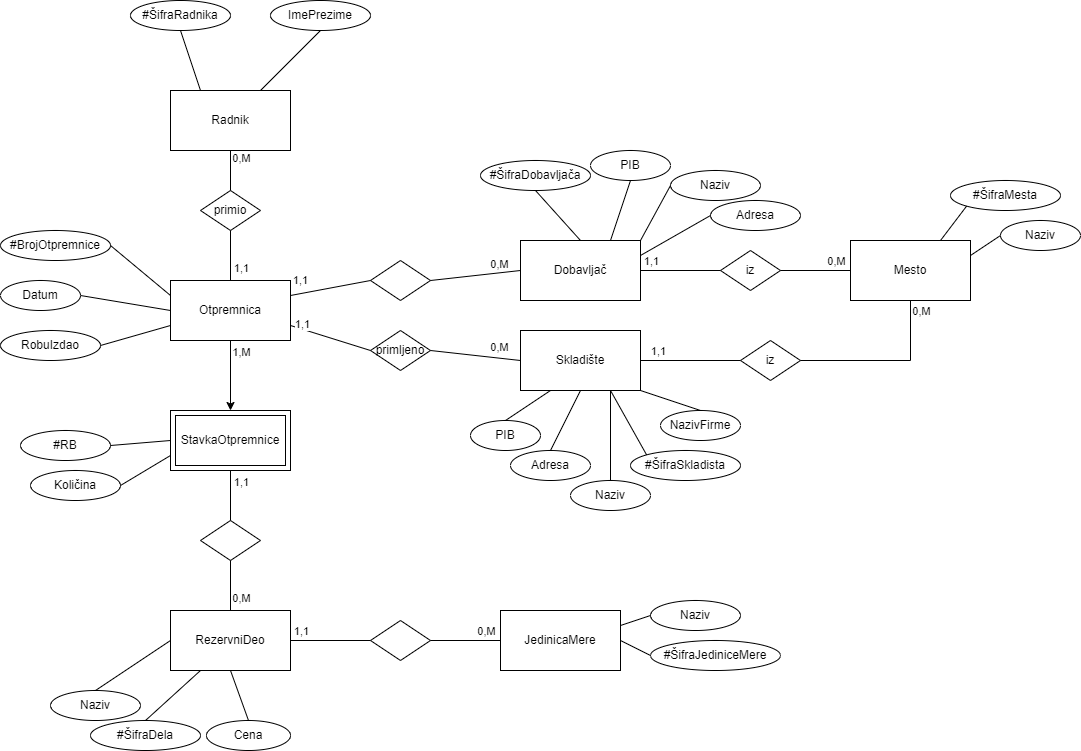 #ŠifraRadnika
ImePrezime
Radnik
0,M
primio
1,1
#BrojOtpremnice
Datum
RobuIzdao
Otpremnica
1,1
0,M
1,1
primljeno
0,M
1,M
#ŠifraDobavljača
PIB
Naziv
Adresa
Dobavljač
1,1
iz
0,M
#ŠifraMesta
Naziv
Mesto
0,M
Skladište
1,1
iz
PIB
Adresa
Naziv
#ŠifraSkladista
NazivFirme
StavkaOtpremnice
#RB
Količina
1,1
0,M
RezervniDeo
1,1
0,M
JedinicaMere
Naziv
#ŠifraJediniceMere
Naziv
#ŠifraDela
Cena